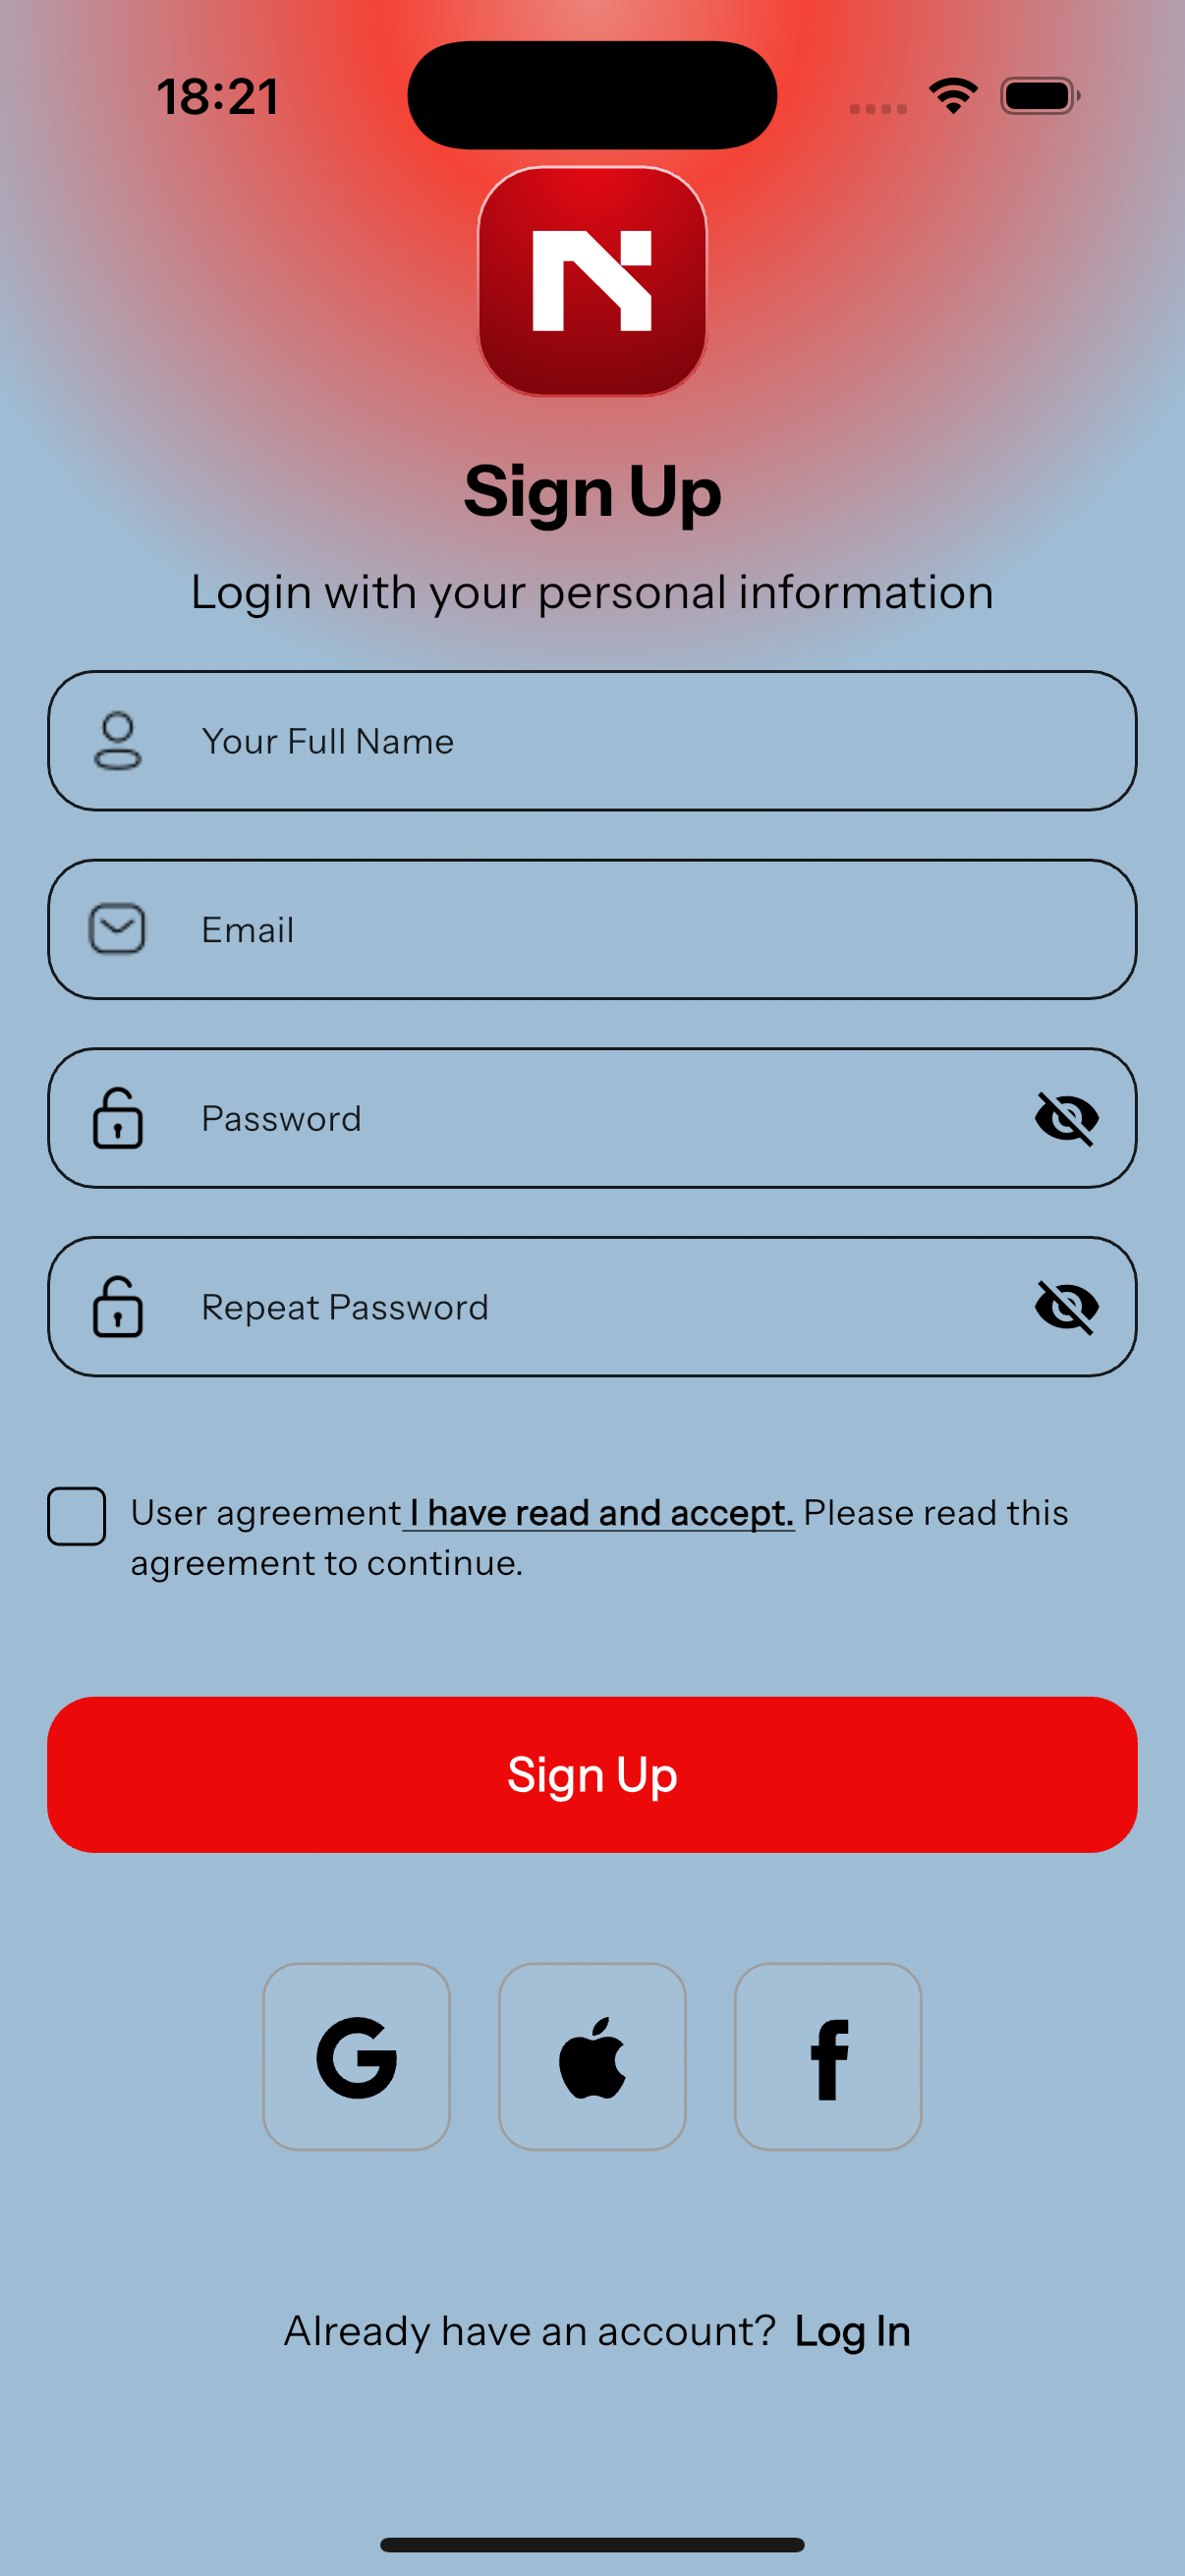 18:21
Sign Up
Login with your personal information
Your Full Name
Email
Password
Repeat Password
User agreement I have read and accept. Please read this
agreement to continue.
Sign Up
Already have an account? Log In